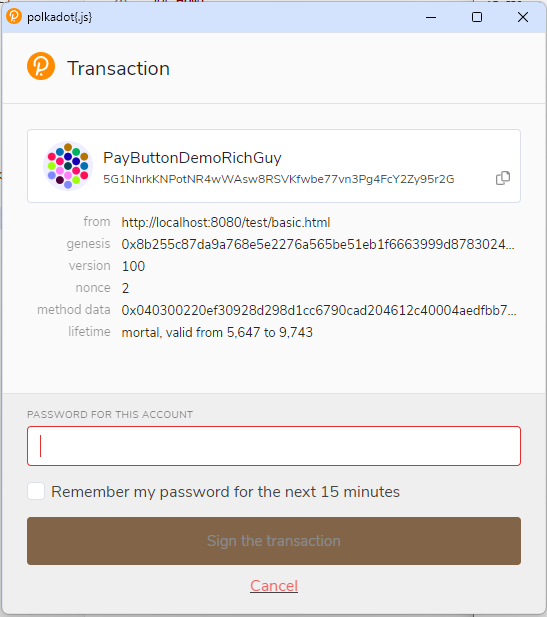 polkadot{.js}
Transaction
PayButtonDemoRichGuy
5G1NhrkKNPotNR4wWAsw8RSVKfwbe77vn3Pg4FcY2Zy95r2G
from http://localhost:8080/test/basic.html
genesis 0x8b255c87da9a768e5e2276a565be51eb1f6663999d8783024...
version 100
nonce 2
method data 0x040300220ef30928d298d1cc6790cad204612c40004aedfbb7...
lifetime mortal, valid from 5,647 to 9,743
PASSWORD FOR THIS ACCOUNT
Remember my password for the next 15 minutes
Sign the transaction
Cancel